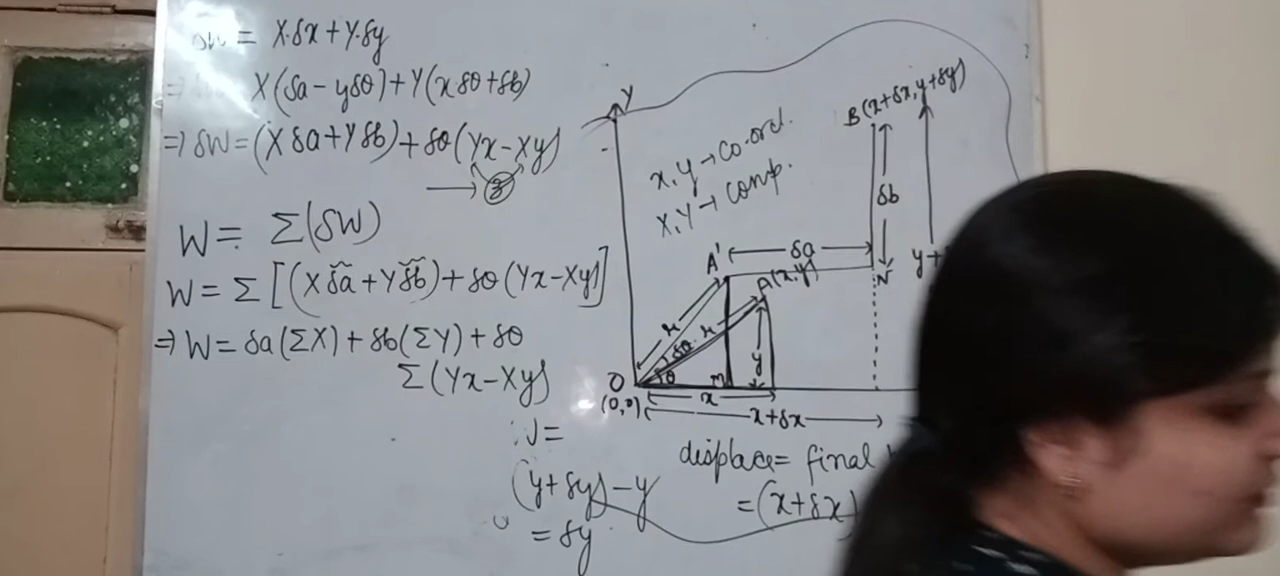 = X.δx+Y.δy
⇒ X(δa-yδθ)+Y(xδθ+δb)
⇒ δW=(Xδa+Yδb)+δθ(Yx-Xy)
W= Σ(δW)
W=Σ[(Xδa+Yδb)+δθ(Yx-Xy)]
⇒ W=δa(ΣX)+δb(ΣY)+δθ
Σ(Yx-Xy)
(y+δy)-y
=δy
Y
x,y→co.ord.
X,Y→comp.
B(x+δx,y+δy)
δb
A'
δa
A(x,y)
N
y+
r
r
δθ
θ
y
O
(0,0)
M
x
x+δx
displace= final
=(x+δx)